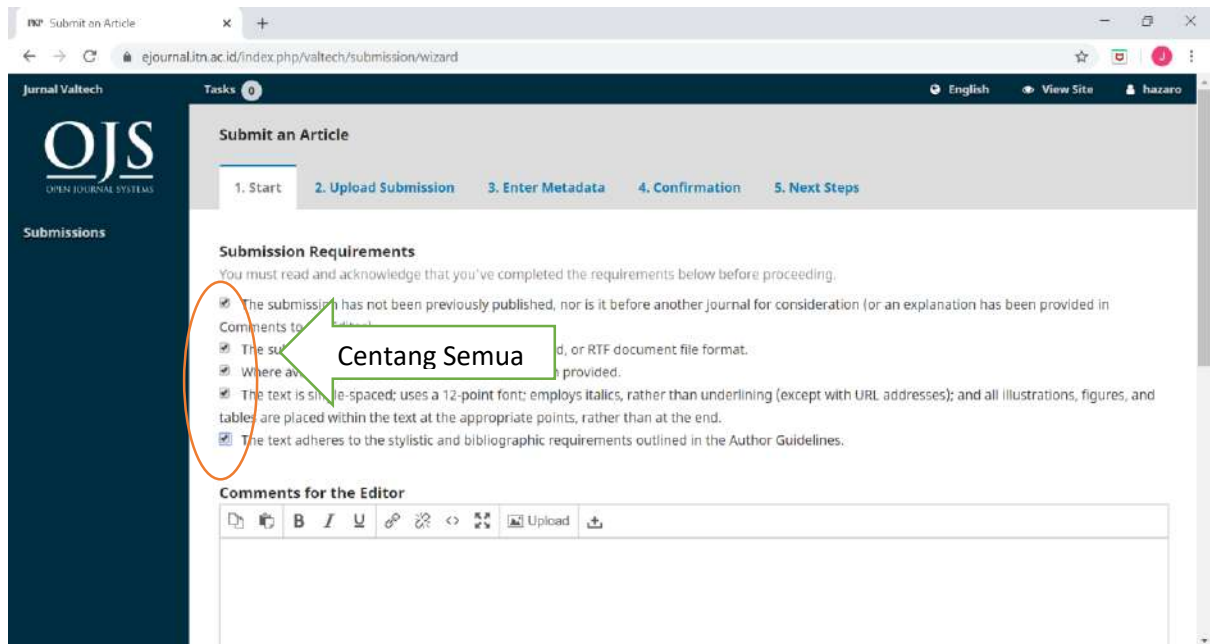 Submit an Article
ejournal.itn.ac.id/index.php/valtech/submission/wizard
Jurnal Valtech
Tasks 0
English
View Site
hazaro
OJS
OPEN JOURNAL SYSTEMS
Submissions
Submit an Article
1. Start
2. Upload Submission
3. Enter Metadata
4. Confirmation
5. Next Steps
Submission Requirements
You must read and acknowledge that you've completed the requirements below before proceeding.
The submission has not been previously published, nor is it before another journal for consideration (or an explanation has been provided in
Comments to
The su
d, or RTF document file format.
Where av
provided.
The text is single-spaced; uses a 12-point font; employs italics, rather than underlining (except with URL addresses); and all illustrations, figures, and
tables are placed within the text at the appropriate points, rather than at the end.
The text adheres to the stylistic and bibliographic requirements outlined in the Author Guidelines.
Centang Semua
Comments for the Editor
B I U
Upload